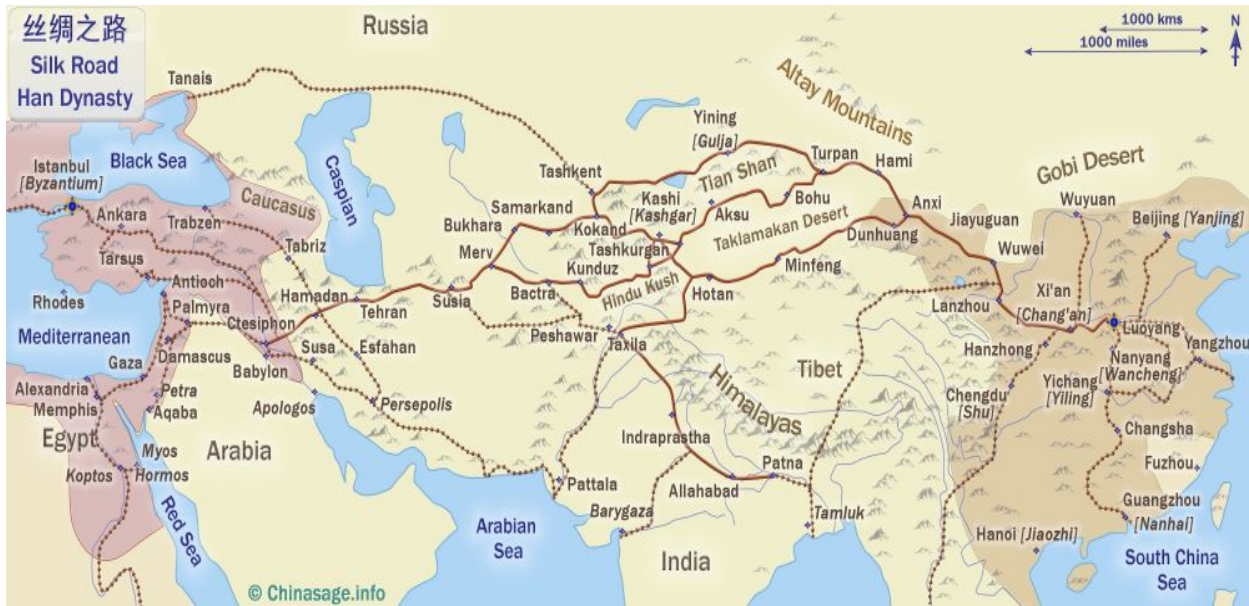 丝绸之路
Silk Road
Han Dynasty
Russia
1000 kms
1000 miles
N
Tanais
Altay Mountains
Yining
[Gulja]
Black Sea
Caspian
Istanbul
[Byzantium]
Tashkent
Tian Shan
Turpan
Hami
Gobi Desert
Caucasus
Kashi
[Kashgar]
Ankara
Trabzen
Samarkand
Aksu
Bohu
Anxi
Jiayuguan
Wuyuan
Beijing [Yanjing]
Bukhara
Kokand
Taklamakan Desert
Dunhuang
Tabriz
Tashkurgan
Tarsus
Merv
Kunduz
Minfeng
Wuwei
Antioch
Hindu Kush
Rhodes
Hamadan
Tehran
Susia
Bactra
Hotan
Lanzhou
Xi'an
[Chang'an]
Palmyra
Ctesiphon
Mediterranean
Peshawar
Taxila
Luoyang
Damascus
Susa
Esfahan
Hanzhong
Nanyang
[Wancheng]
Yangzhou
Gaza
Babylon
Himalayas
Tibet
Alexandria
Petra
Yichang
[Yiling]
Chengdu
[Shu]
Memphis
Aqaba
Apologos
Persepolis
Changsha
Egypt
Arabia
Indraprastha
Myos
Hormos
Koptos
Patna
Fuzhou
Pattala
Allahabad
Guangzhou
[Nanhai]
Red Sea
Barygaza
Tamluk
Arabian
Sea
Hanoi [Jiaozhi]
India
South China
Sea
© Chinasage.info